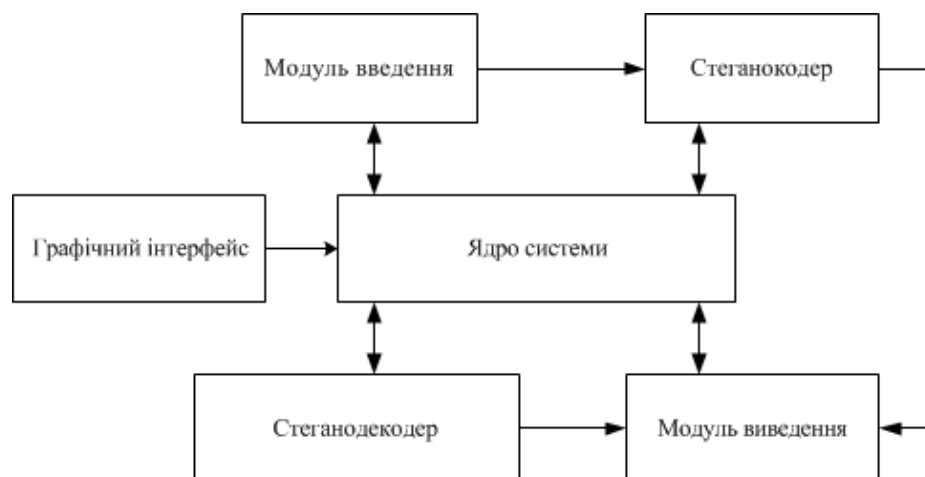 Модуль введення
Стеганокодер
Графічний інтерфейс
Ядро системи
Стеганодекодер
Модуль виведення